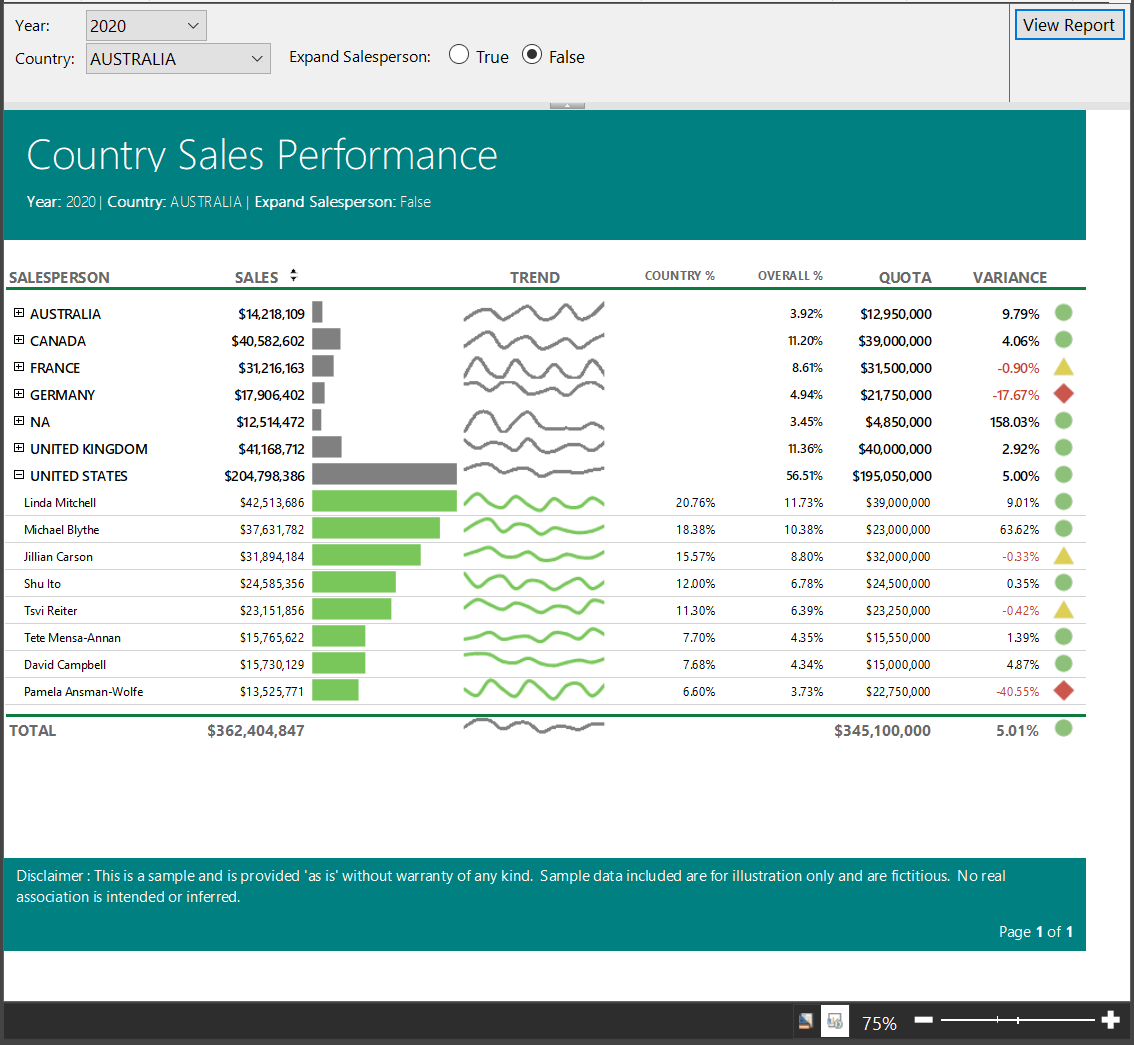 Year: 2020
Country: AUSTRALIA Expand Salesperson: True False
View Report
Country Sales Performance
Year: 2020 | Country: AUSTRALIA | Expand Salesperson: False
SALESPERSON SALES TREND COUNTRY % OVERALL % QUOTA VARIANCE
AUSTRALIA $14,218,109 3.92% $12,950,000 9.79%
CANADA $40,582,602 11.20% $39,000,000 4.06%
FRANCE $31,216,163 8.61% $31,500,000 -0.90%
GERMANY $17,906,402 4.94% $21,750,000 -17.67%
NA $12,514,472 3.45% $4,850,000 158.03%
UNITED KINGDOM $41,168,712 11.36% $40,000,000 2.92%
UNITED STATES $204,798,386 56.51% $195,050,000 5.00%
Linda Mitchell $42,513,686 20.76% 11.73% $39,000,000 9.01%
Michael Blythe $37,631,782 18.38% 10.38% $23,000,000 63.62%
Jillian Carson $31,894,184 15.57% 8.80% $32,000,000 -0.33%
Shu Ito $24,585,356 12.00% 6.78% $24,500,000 0.35%
Tsvi Reiter $23,151,856 11.30% 6.39% $23,250,000 -0.42%
Tete Mensa-Annan $15,765,622 7.70% 4.35% $15,550,000 1.39%
David Campbell $15,730,129 7.68% 4.34% $15,000,000 4.87%
Pamela Ansman-Wolfe $13,525,771 6.60% 3.73% $22,750,000 -40.55%
TOTAL $362,404,847 $345,100,000 5.01%
Disclaimer : This is a sample and is provided 'as is' without warranty of any kind. Sample data included are for illustration only and are fictitious. No real
association is intended or inferred.
Page 1 of 1
75%